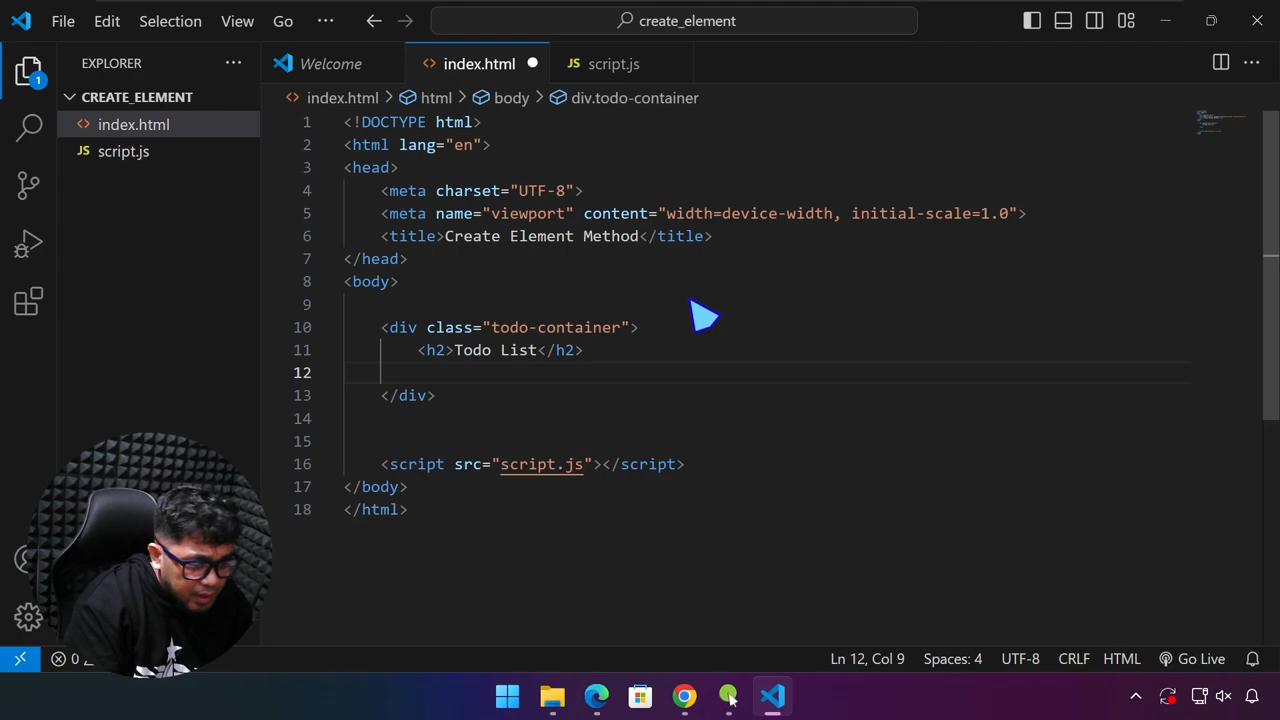 File Edit Selection View Go ··· create_element
EXPLORER ···
1
Welcome index.html JS script.js ···
CREATE_ELEMENT
index.html > html > body > div.todo-container
index.html
JS script.js
1 <!DOCTYPE html>
2 <html lang="en">
3 <head>
4 <meta charset="UTF-8">
5 <meta name="viewport" content="width=device-width, initial-scale=1.0">
6 <title>Create Element Method</title>
7 </head>
8 <body>
9
10 <div class="todo-container">
11 <h2>Todo List</h2>
12
13 </div>
14
15
16 <script src="script.js"></script>
17 </body>
18 </html>
0 Ln 12, Col 9 Spaces: 4 UTF-8 CRLF HTML Go Live